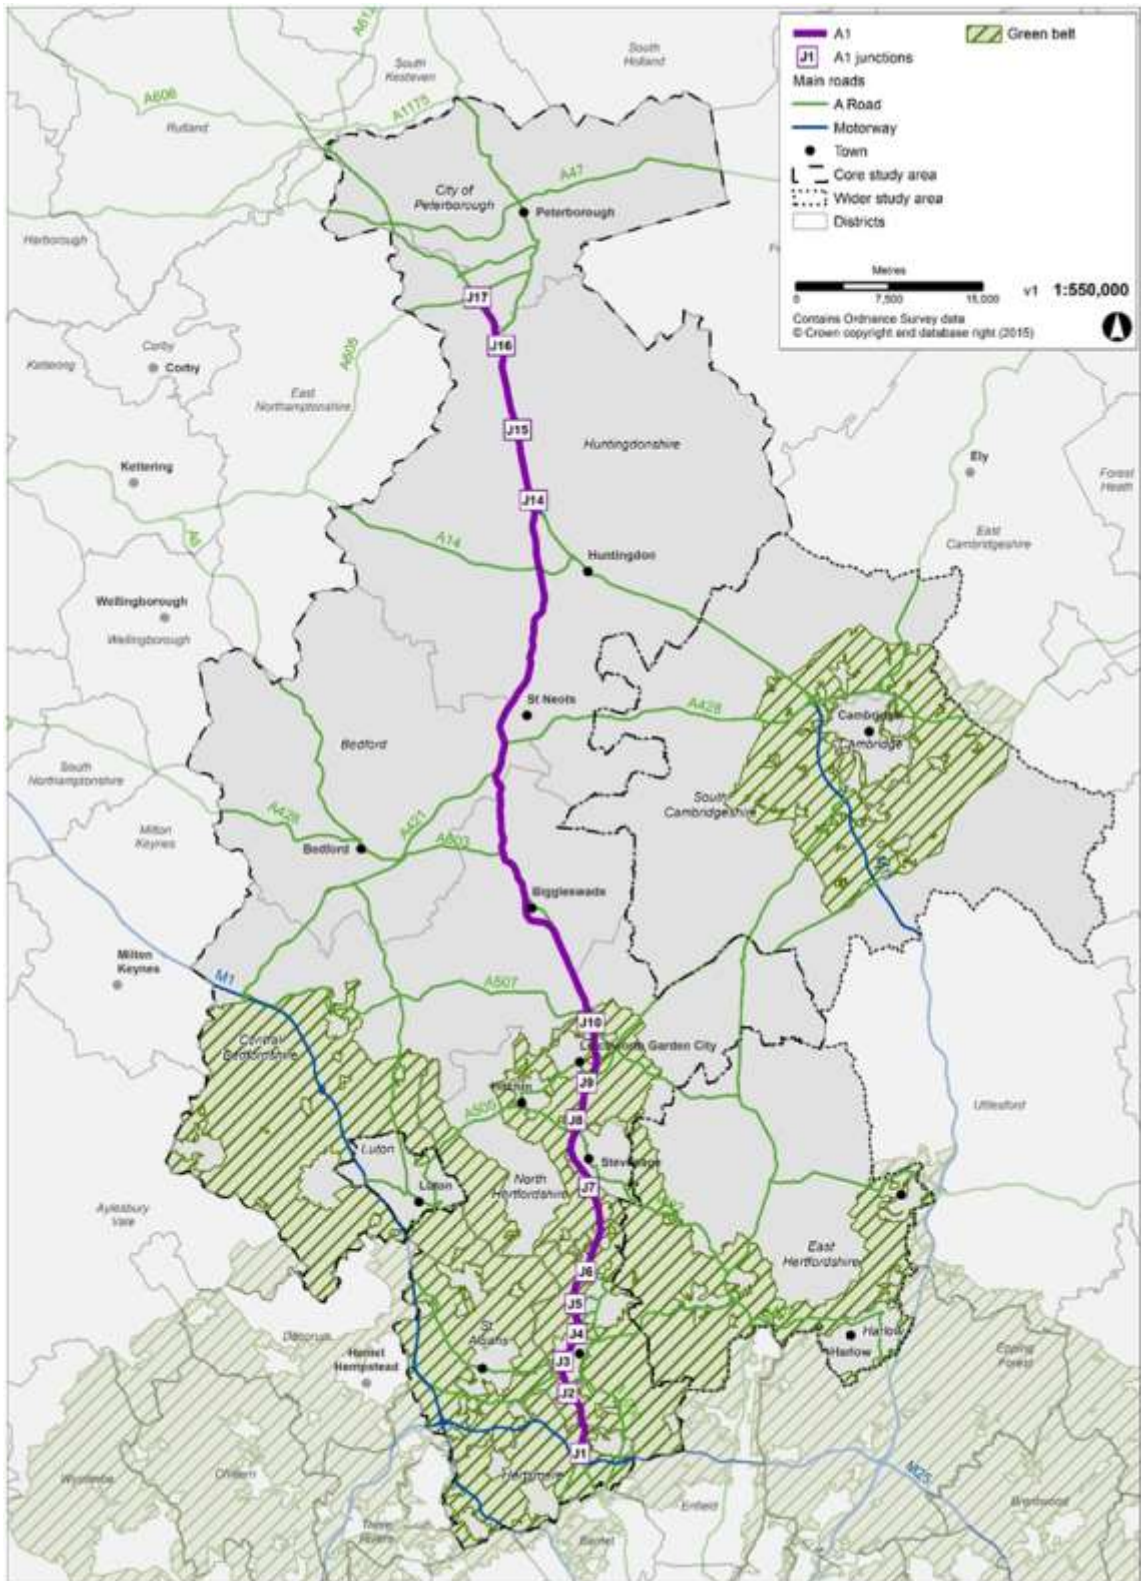 A1
Green belt
J1
A1 junctions
Main roads
A Road
Motorway
Town
Core study area
Wider study area
Districts
Metres
0
7,500
15,000
v1
1:550,000
Contains Ordnance Survey data
© Crown copyright and database right (2015)
South
Kesteven
South
Holland
A606
A1175
Rutland
City of
Peterborough
A47
Peterborough
Harborough
J17
J16
A605
Corby
Corby
Kettering
East
Northamptonshire
J15
Huntingdonshire
Kettering
Ely
Forest
Heath
J14
A6
A14
East
Cambridgeshire
Huntingdon
Wellingborough
Wellingborough
St Neots
A428
Cambridge
Cambridge
Bedford
South
Northamptonshire
South
Cambridgeshire
Milton
Keynes
A428
A421
A603
Bedford
Biggleswade
Milton
Keynes
M1
A507
J10
Letchworth Garden City
Central
Bedfordshire
J9
Hitchin
A505
J8
Uttlesford
Luton
Stevenage
North
Hertfordshire
J7
Luton
Aylesbury
Vale
East
Hertfordshire
J6
J5
St
Albans
J4
Dacorum
Harlow
Harlow
Hemel
Hempstead
J3
J2
Epping
Forest
J1
Hertsmere
M25
Wycombe
Chiltern
Three
Rivers
Enfield
Barnet
Brentwood